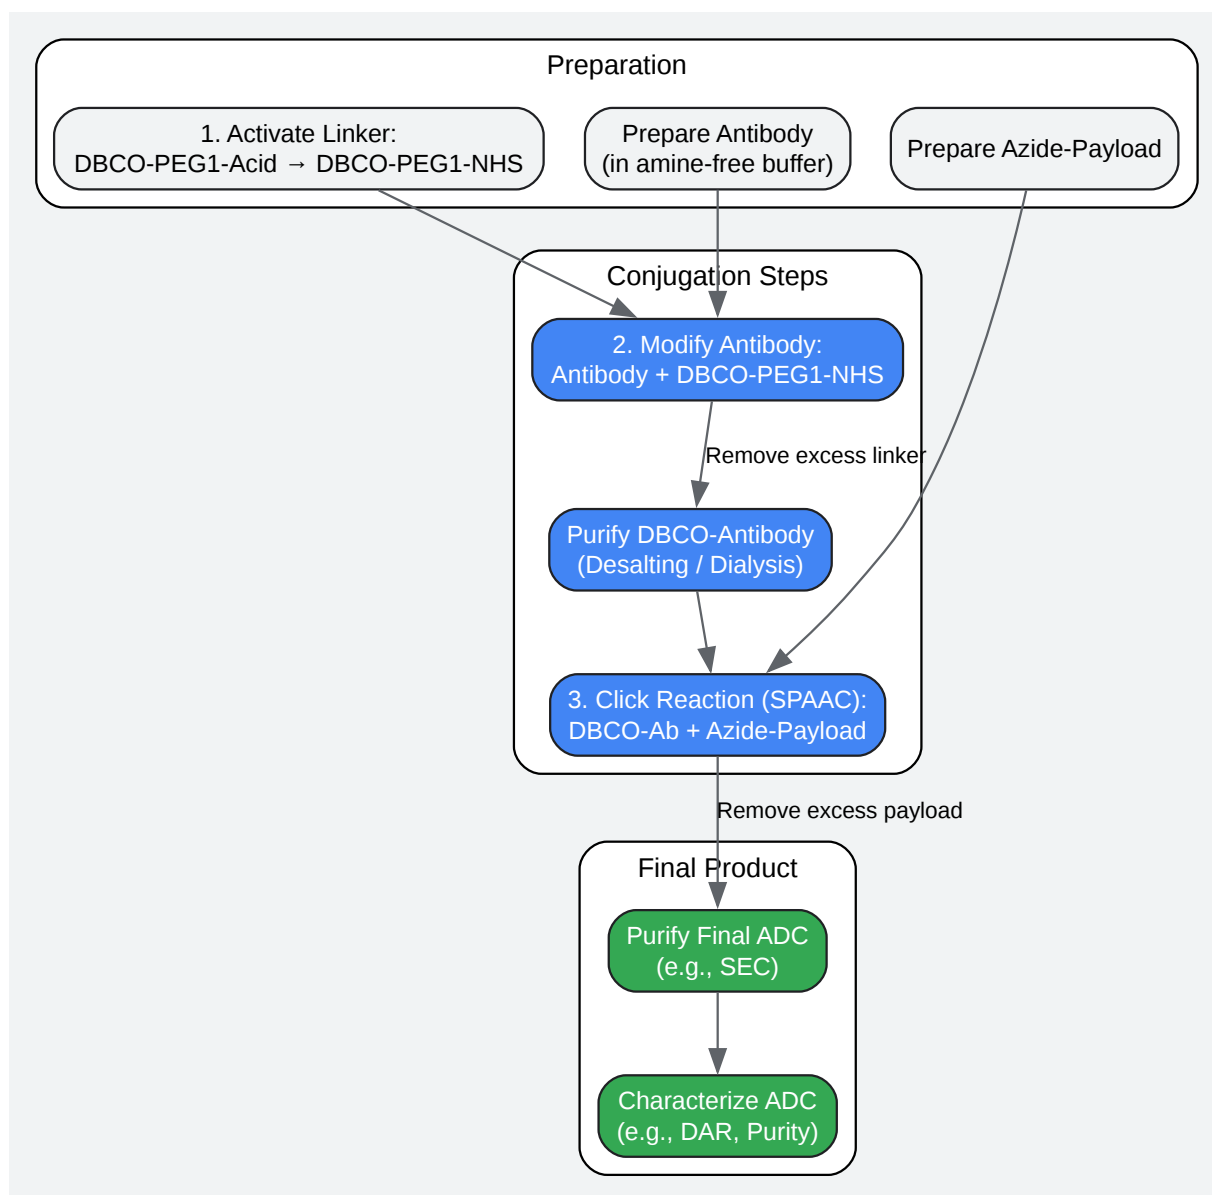 Preparation
1. Activate Linker:
DBCO-PEG1-Acid → DBCO-PEG1-NHS
Prepare Antibody
(in amine-free buffer)
Prepare Azide-Payload
Conjugation Steps
2. Modify Antibody:
Antibody + DBCO-PEG1-NHS
Remove excess linker
Purify DBCO-Antibody
(Desalting / Dialysis)
3. Click Reaction (SPAAC):
DBCO-Ab + Azide-Payload
Remove excess payload
Final Product
Purify Final ADC
(e.g., SEC)
Characterize ADC
(e.g., DAR, Purity)